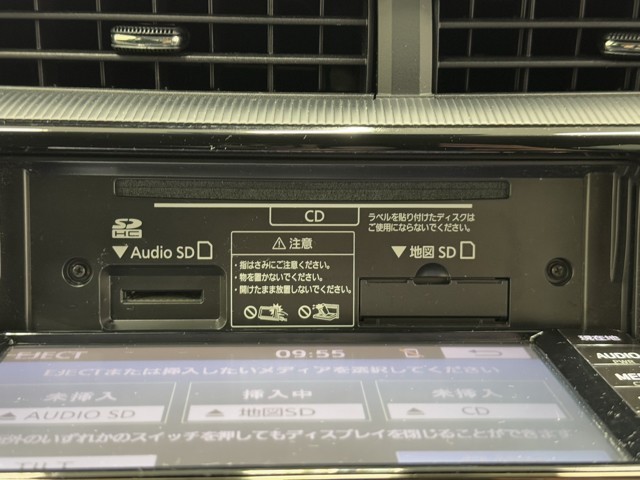 CD
ラベルを貼り付けたディスクは
ご使用にならないでください。
SD
HC
▼Audio SD
⚠注意
・指はさみにご注意ください。
・物を置かないでください。
・開けたまま放置しないでください。
▼地図 SD
EJECT
09:55
EJECTまたは挿入したいメディアを選択してください
未挿入
▲ AUDIO SD
挿入中
▲ 地図SD
未挿入
▲ CD
外のいずれかのスイッチを押してもディスプレイを閉じることができます
TILT
現在地
AUDIO
PWR